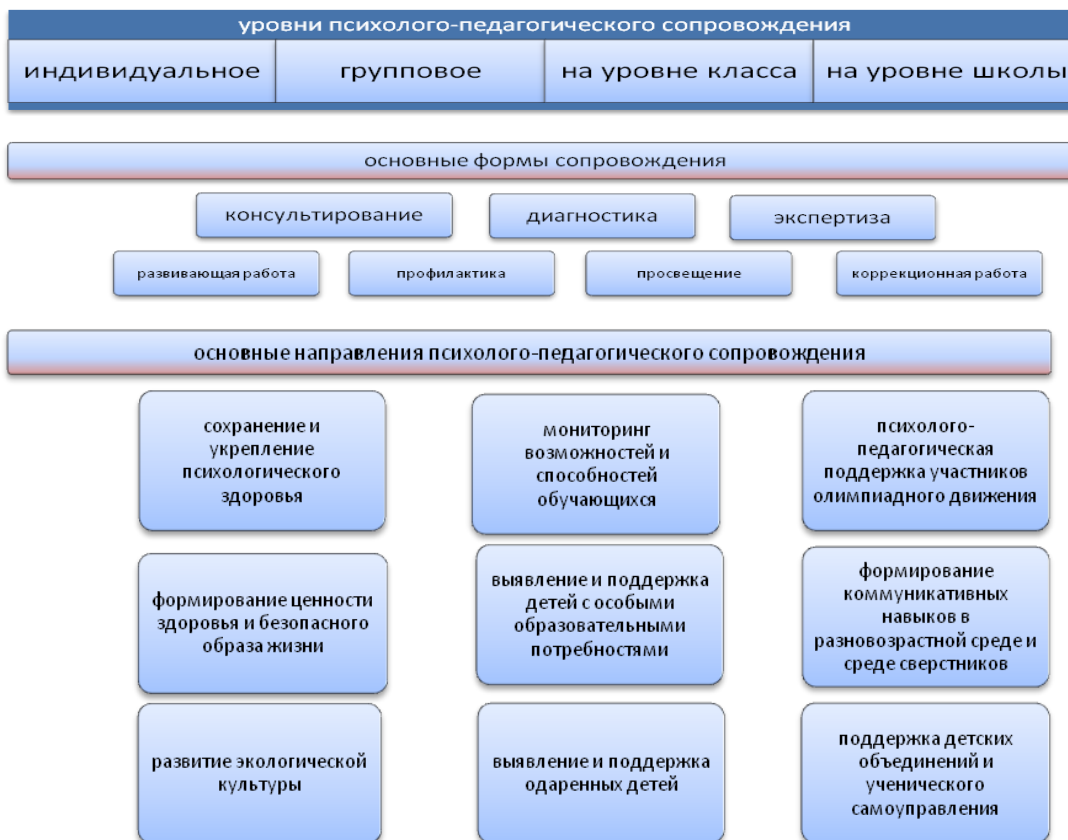 уровни психолого-педагогического сопровождения
индивидуальное
групповое
на уровне класса
на уровне школы
основные формы сопровождения
консультирование
диагностика
экспертиза
развивающая работа
профилактика
просвещение
коррекционная работа
основные направления психолого-педагогического сопровождения
сохранение и
укрепление
психологического
здоровья
мониторинг
возможностей и
способностей
обучающихся
психолого-
педагогическая
поддержка участников
олимпиадного движения
формирование ценности
здоровья и безопасного
образа жизни
выявление и поддержка
детей с особыми
образовательными
потребностями
формирование
коммуникативных
навыков в
разновозрастной среде и
среде сверстников
развитие экологической
культуры
выявление и поддержка
одаренных детей
поддержка детских
объединений и
ученического
самоуправления